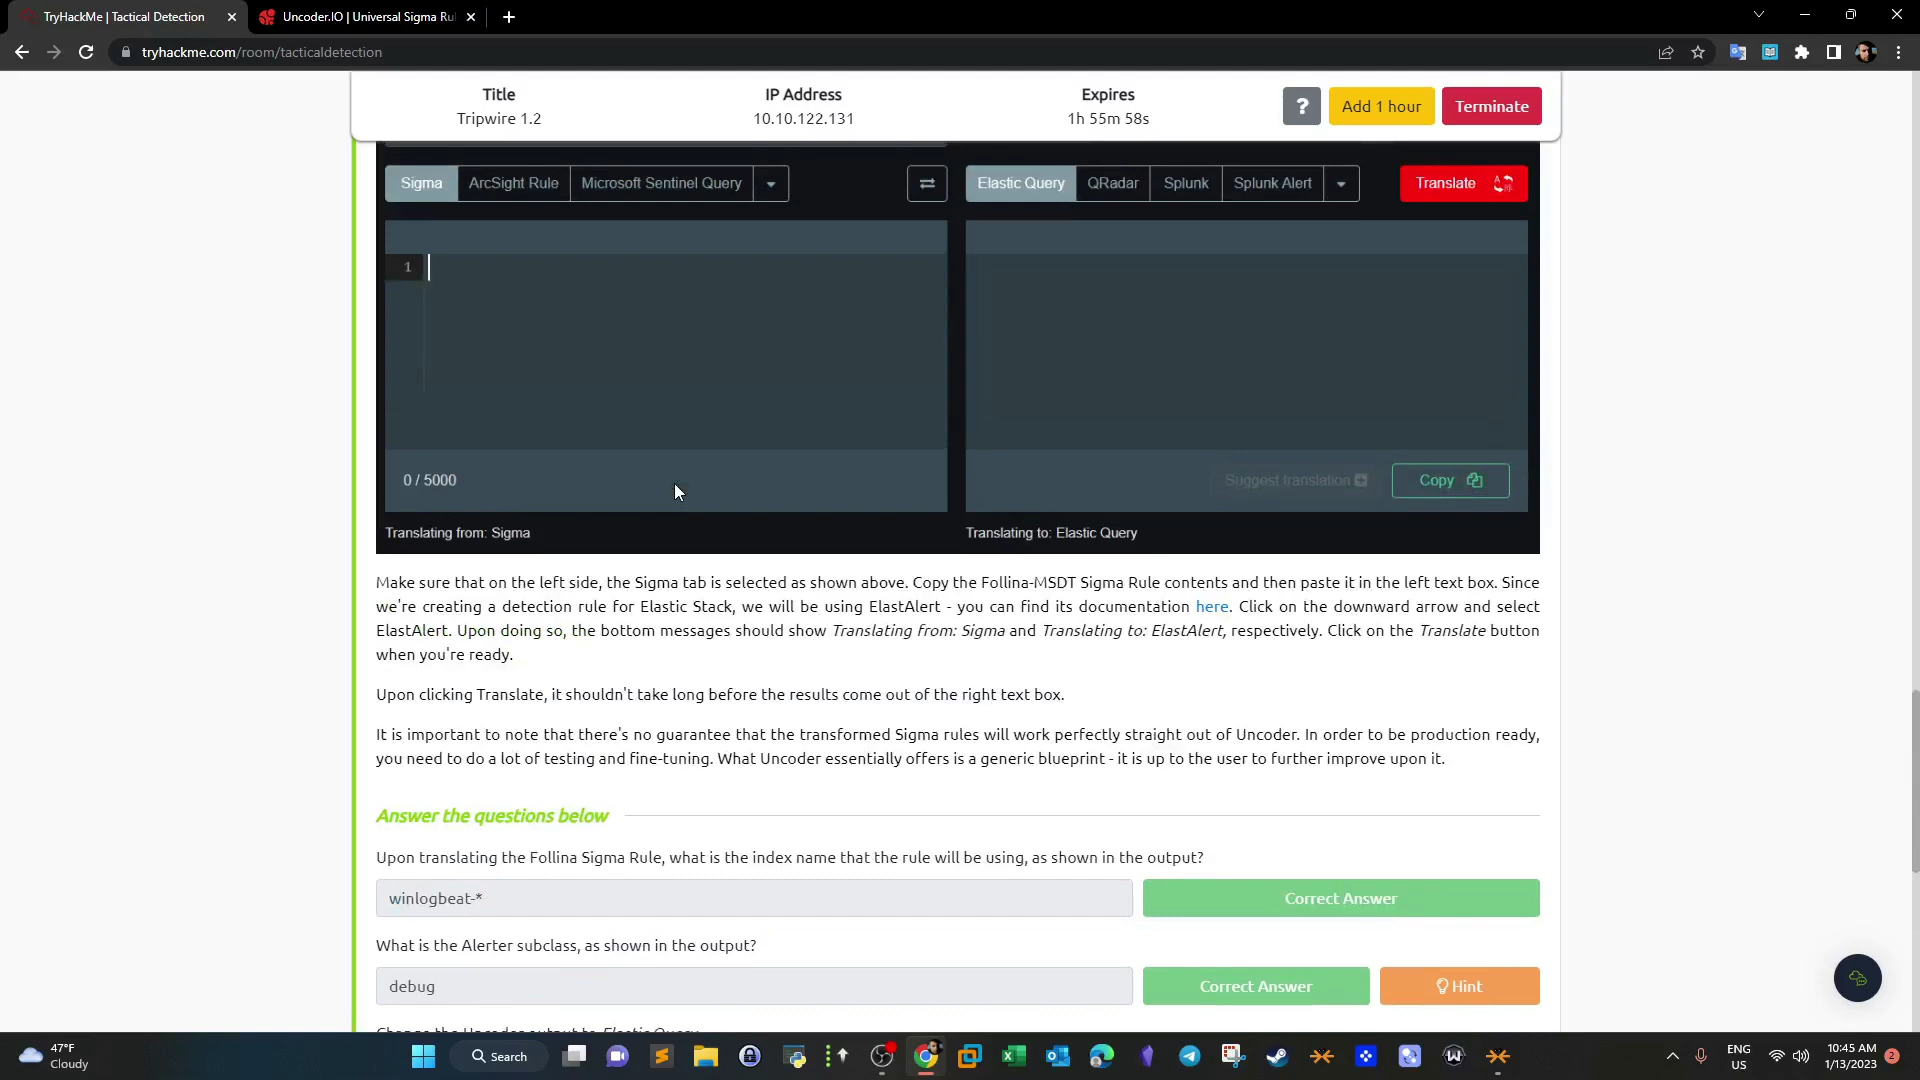 TryHackMe | Tactical Detection
Uncoder.IO | Universal Sigma Ru
tryhackme.com/room/tacticaldetection
Title
Tripwire 1.2
IP Address
10.10.122.131
Expires
1h 55m 58s
?
Add 1 hour
Terminate
Sigma
ArcSight Rule
Microsoft Sentinel Query
Elastic Query
QRadar
Splunk
Splunk Alert
Translate
1
0 / 5000
Suggest translation
Copy
Translating from: Sigma
Translating to: Elastic Query
Make sure that on the left side, the Sigma tab is selected as shown above. Copy the Follina-MSDT Sigma Rule contents and then paste it in the left text box. Since
we're creating a detection rule for Elastic Stack, we will be using ElastAlert - you can find its documentation here. Click on the downward arrow and select
ElastAlert. Upon doing so, the bottom messages should show Translating from: Sigma and Translating to: ElastAlert, respectively. Click on the Translate button
when you're ready.
Upon clicking Translate, it shouldn't take long before the results come out of the right text box.
It is important to note that there's no guarantee that the transformed Sigma rules will work perfectly straight out of Uncoder. In order to be production ready,
you need to do a lot of testing and fine-tuning. What Uncoder essentially offers is a generic blueprint - it is up to the user to further improve upon it.
Answer the questions below
Upon translating the Follina Sigma Rule, what is the index name that the rule will be using, as shown in the output?
winlogbeat-*
Correct Answer
What is the Alerter subclass, as shown in the output?
debug
Correct Answer
Hint
Change the Uncoder output to Elastic Query
47°F
Cloudy
Search
ENG
US
10:45 AM
1/13/2023
2